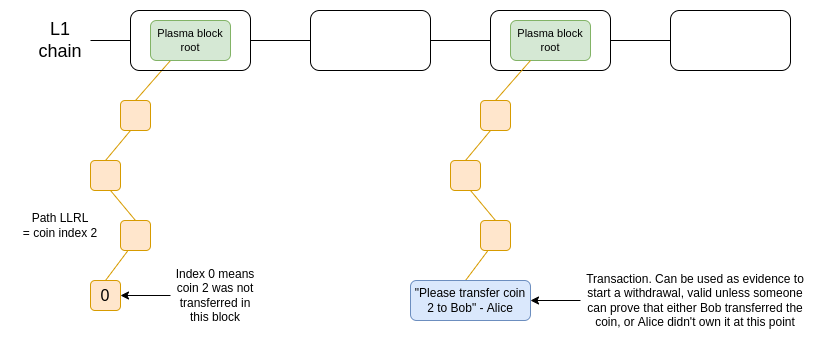 L1
chain
Plasma block
root
Plasma block
root
Path LLRL
= coin index 2
0
Index 0 means
coin 2 was not
transferred in
this block
"Please transfer coin
2 to Bob" - Alice
Transaction. Can be used as evidence to
start a withdrawal, valid unless someone
can prove that either Bob transferred the
coin, or Alice didn't own it at this point